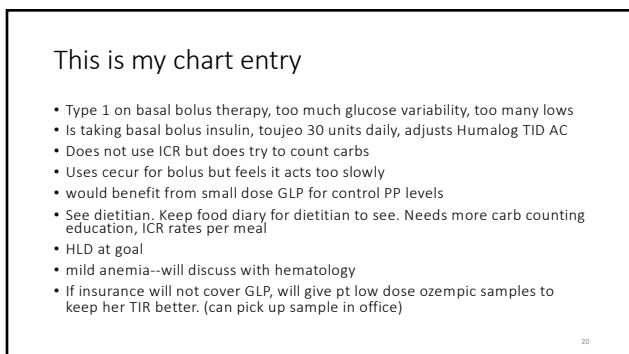 This is my chart entry
• Type 1 on basal bolus therapy, too much glucose variability, too many lows
• Is taking basal bolus insulin, toujeo 30 units daily, adjusts Humalog TID AC
• Does not use ICR but does try to count carbs
• Uses cecur for bolus but feels it acts too slowly
• would benefit from small dose GLP for control PP levels
• See dietitian. Keep food diary for dietitian to see. Needs more carb counting
education, ICR rates per meal
• HLD at goal
• mild anemia--will discuss with hematology
• If insurance will not cover GLP, will give pt low dose ozempic samples to
keep her TIR better. (can pick up sample in office)
20